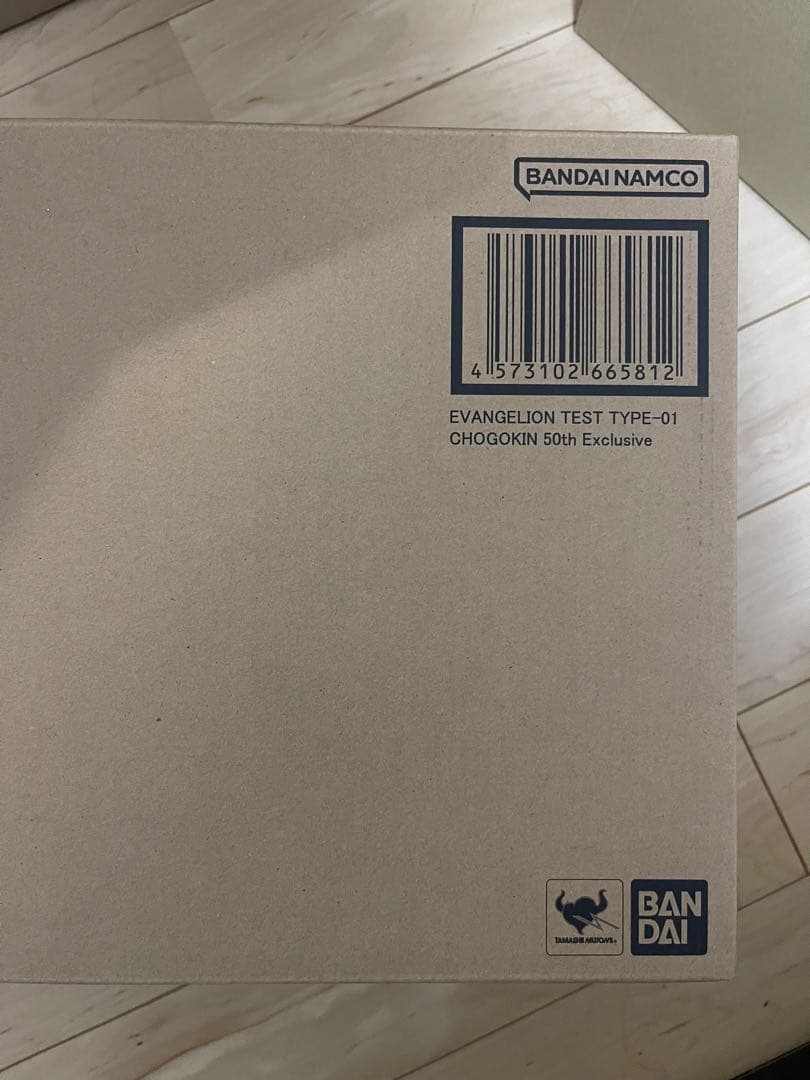 BANDAI NAMCO
4 573102 665812
EVANGELION TEST TYPE-01
CHOGOKIN 50th Exclusive
TAMASHII NATIONS
BAN
DAI